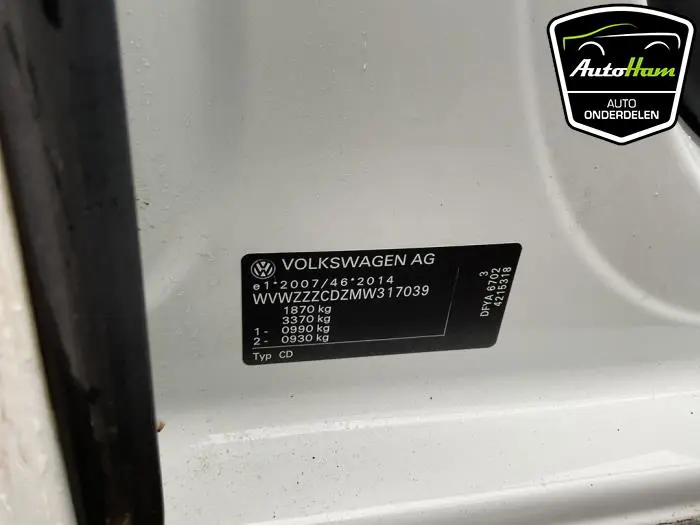 AutoHam
AUTO
ONDERDELEN
VOLKSWAGEN AG
e1*2007/46*2014
WVWZZZCDZMW317039
1870 kg
3370 kg
1- 0990 kg
2- 0930 kg
Typ CD
3
DFYA 6702
4215318